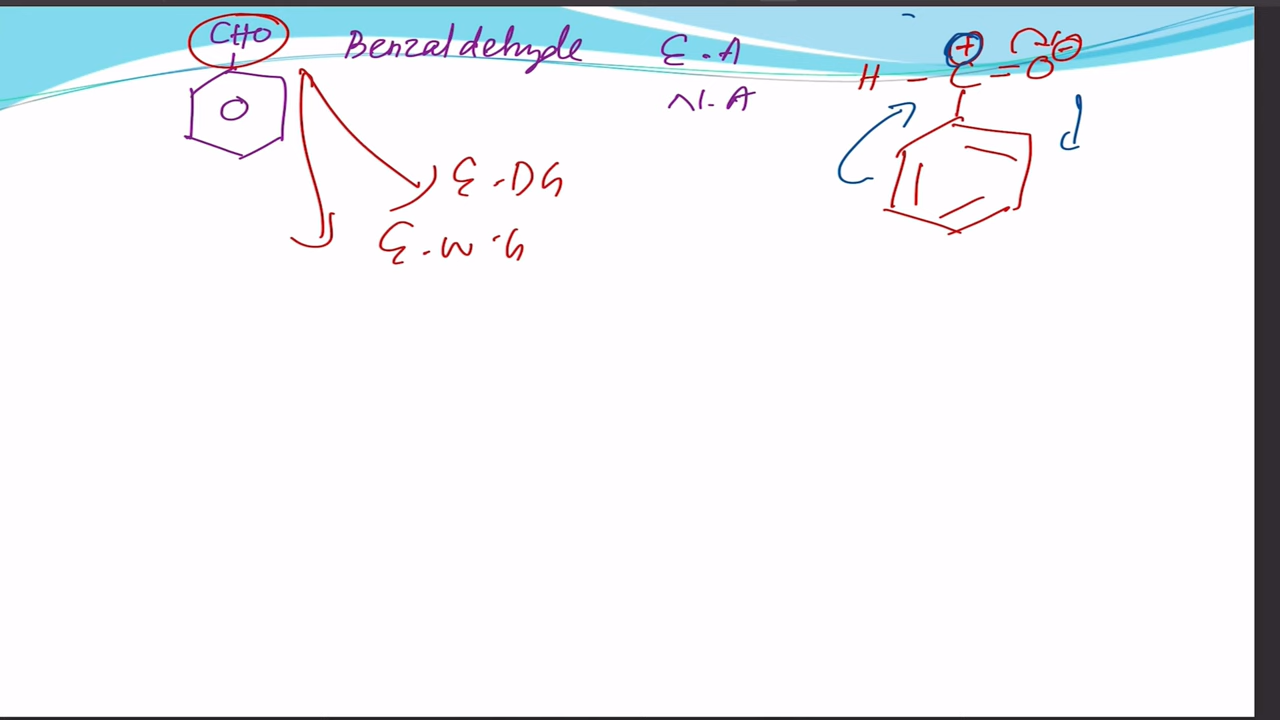 CHO
Benzaldehyde E.A
N.A
H - C = O
+ -
E.DG
E.W.G